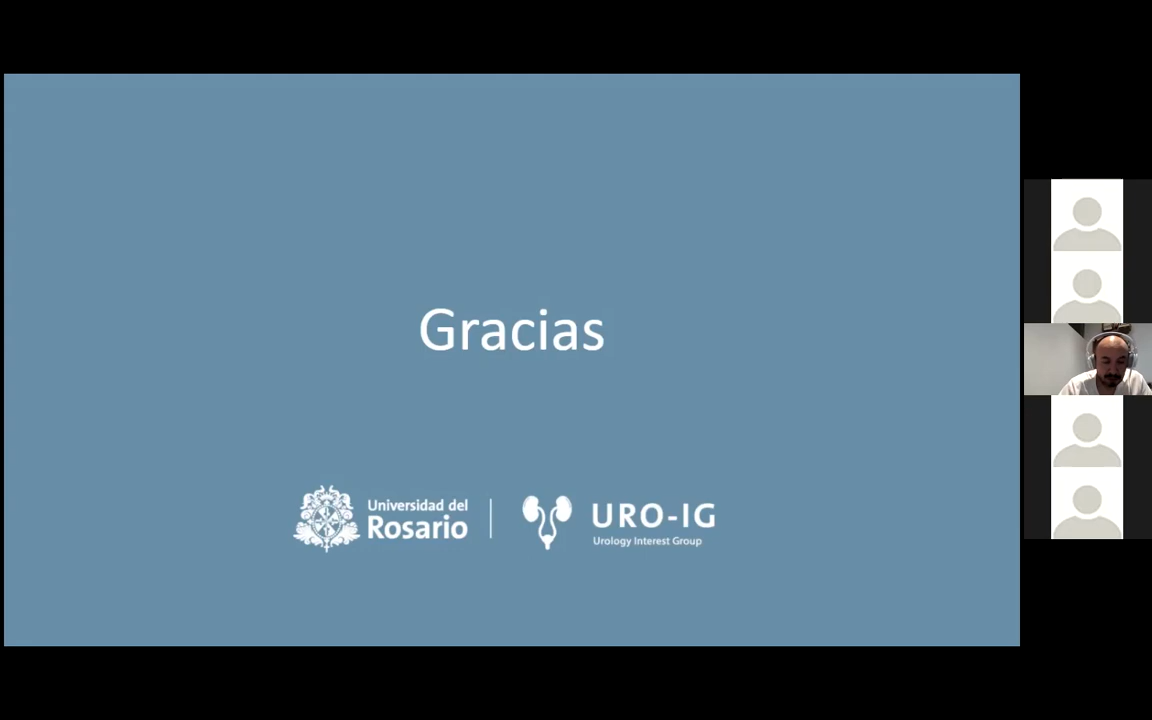 Gracias
Universidad del
Rosario
URO-IG
Urology Interest Group